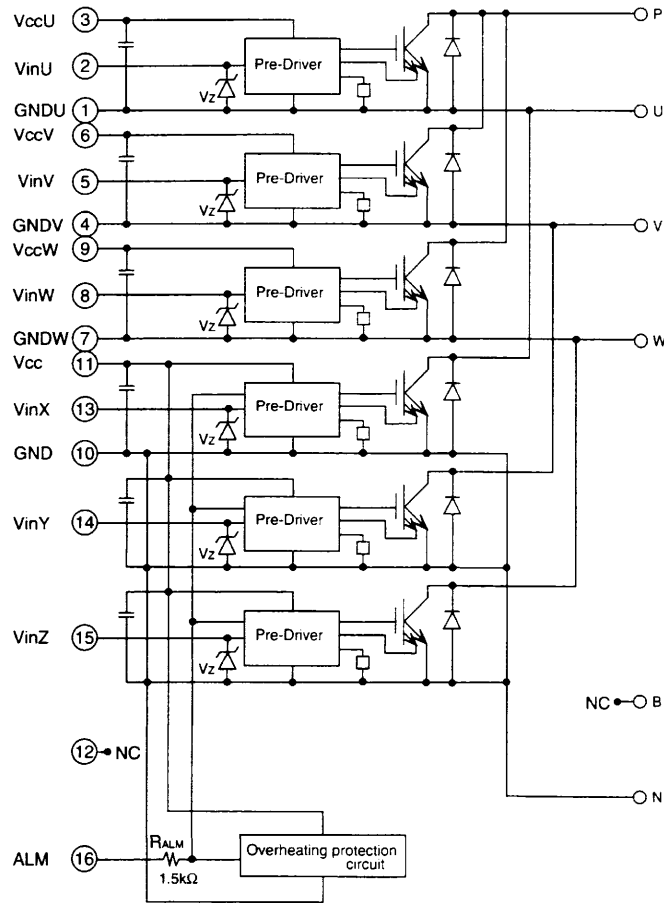 VccU 3 P
VinU 2 Pre-Driver
Vz
GNDU 1 U
VccV 6
VinV 5 Pre-Driver
Vz
GNDV 4 V
VccW 9
VinW 8 Pre-Driver
Vz
GNDW 7 W
Vcc 11
VinX 13 Pre-Driver
Vz
GND 10
VinY 14 Pre-Driver
Vz
VinZ 15 Pre-Driver
Vz
NC B
12 NC
N
RALM
ALM 16 Overheating protection
circuit
1.5kΩ